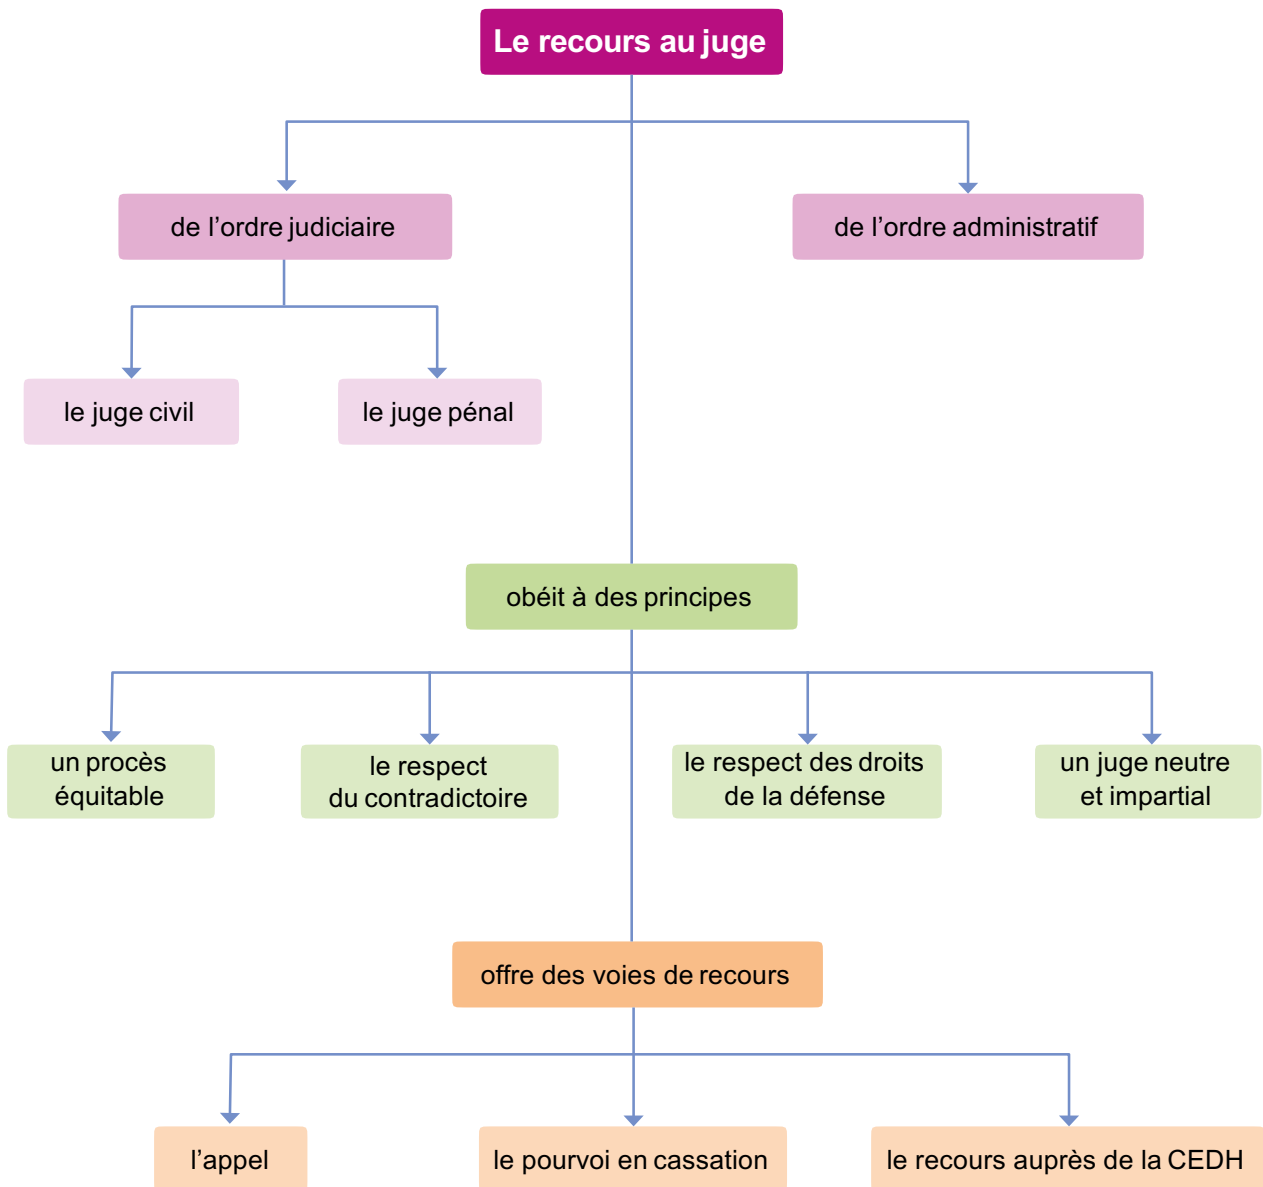 Le recours au juge
de l’ordre judiciaire
de l’ordre administratif
le juge civil
le juge pénal
obéit à des principes
un procès
équitable
le respect
du contradictoire
le respect des droits
de la défense
un juge neutre
et impartial
offre des voies de recours
l’appel
le pourvoi en cassation
le recours auprès de la CEDH